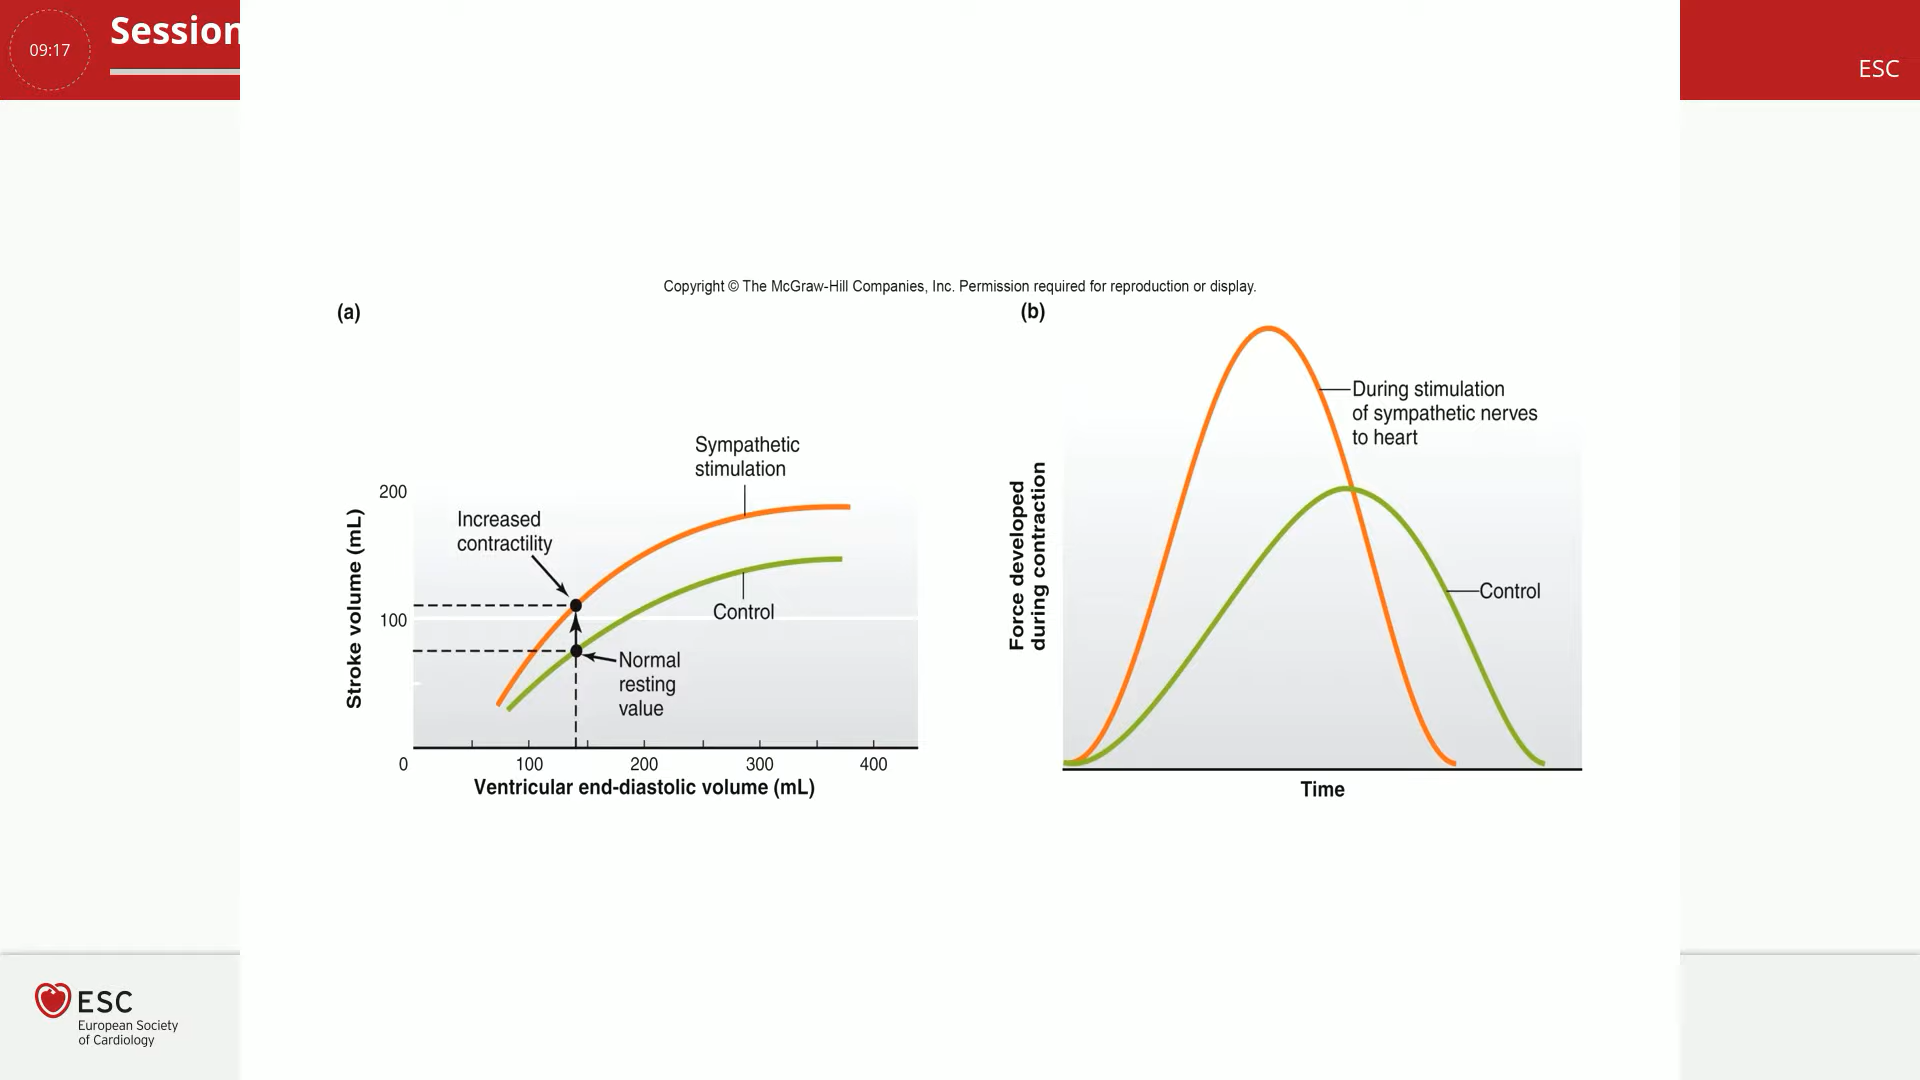 09:17
Session
ESC
Copyright © The McGraw-Hill Companies, Inc. Permission required for reproduction or display.
(a)
Sympathetic
stimulation
200
Increased
contractility
Stroke volume (mL)
100
Control
Normal
resting
value
0
100
200
300
400
Ventricular end-diastolic volume (mL)
(b)
During stimulation
of sympathetic nerves
to heart
Force developed
during contraction
Control
Time
ESC
European Society
of Cardiology